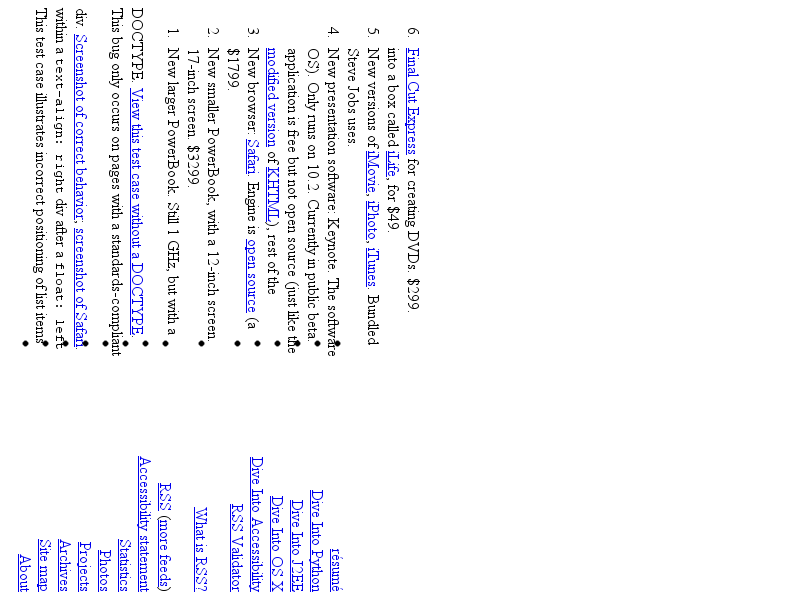 This test case illustrates incorrect positioning of list items
within a text-align: right div after a float: left
div. Screenshot of correct behavior; screenshot of Safari.
This bug only occurs on pages with a standards-compliant
DOCTYPE. View this test case without a DOCTYPE.
1. New larger PowerBook. Still 1 GHz, but with a
17-inch screen. $3299.
2. New smaller PowerBook, with a 12-inch screen.
$1799.
3. New browser: Safari. Engine is open source (a
modified version of KHTML), rest of the
application is free but not open source (just like the
OS). Only runs on 10.2. Currently in public beta.
4. New presentation software: Keynote. The software
Steve Jobs uses.
5. New versions of iMovie, iPhoto, iTunes. Bundled
into a box called iLife, for $49.
6. Final Cut Express for creating DVDs. $299.
About
Site map
Archives
Projects
Photos
Statistics
Accessibility statement
RSS (more feeds)
What is RSS?
RSS Validator
Dive Into Accessibility
Dive Into OS X
Dive Into J2EE
Dive Into Python
résumé